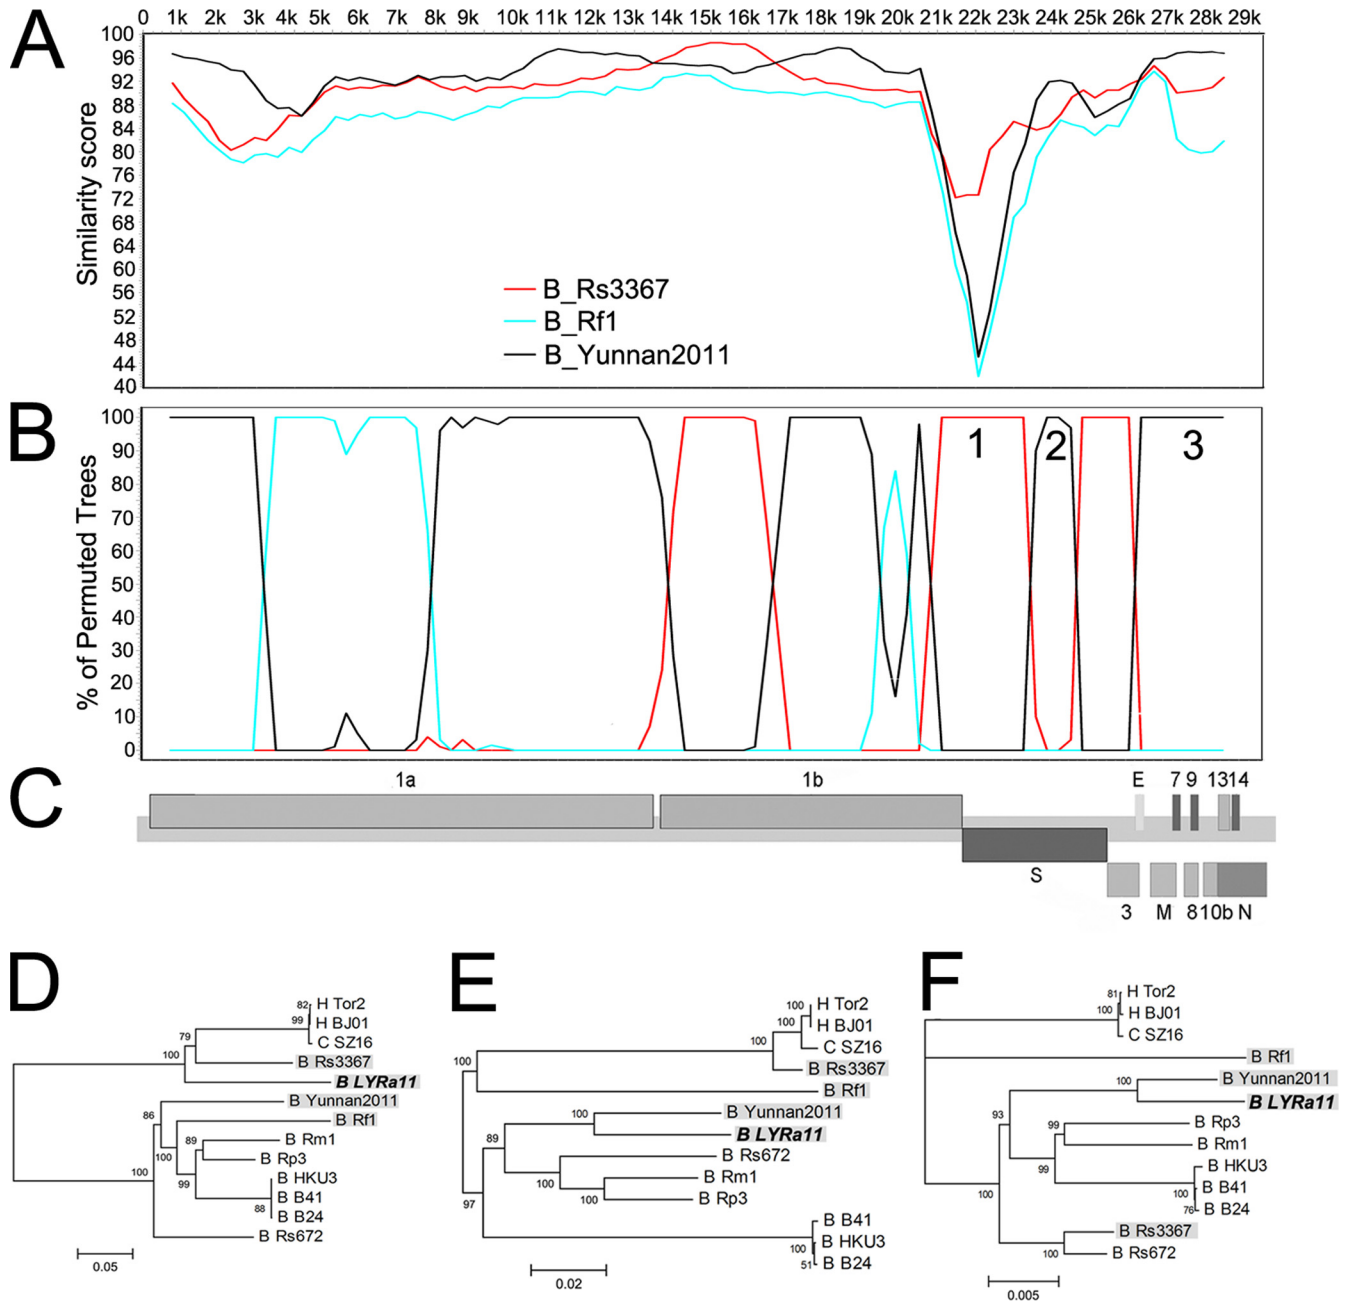 A
0 1k 2k 3k 4k 5k 6k 7k 8k 9k 10k 11k 12k 13k 14k 15k 16k 17k 18k 19k 20k 21k 22k 23k 24k 25k 26k 27k 28k 29k
Similarity score
100
96
92
88
84
80
76
72
68
64
60
56
52
48
44
40
B_Rs3367
B_Rf1
B_Yunnan2011
B
% of Permuted Trees
100
90
80
70
60
50
40
30
20
10
0
1 2 3
C
1a 1b E 7 9 1314
S
3 M 8 10b N
D
82 H Tor2
99 H BJ01
C SZ16
79
100 B Rs3367
B LYRa11
B Yunnan2011
86 B Rf1
89 B Rm1
100 B Rp3
99 B HKU3
100 B B41
88 B B24
B Rs672
0.05
E
100 H Tor2
100 H BJ01
C SZ16
100 B Rs3367
100 B Rf1
100 B Yunnan2011
B LYRa11
89 B Rs672
100 B Rm1
100 B Rp3
97
B B41
100 B HKU3
51 B B24
0.02
F
81 H Tor2
100 H BJ01
C SZ16
B Rf1
100 B Yunnan2011
B LYRa11
93
99 B Rp3
B Rm1
99 B HKU3
100 B B41
76 B B24
100 B Rs3367
100 B Rs672
0.005